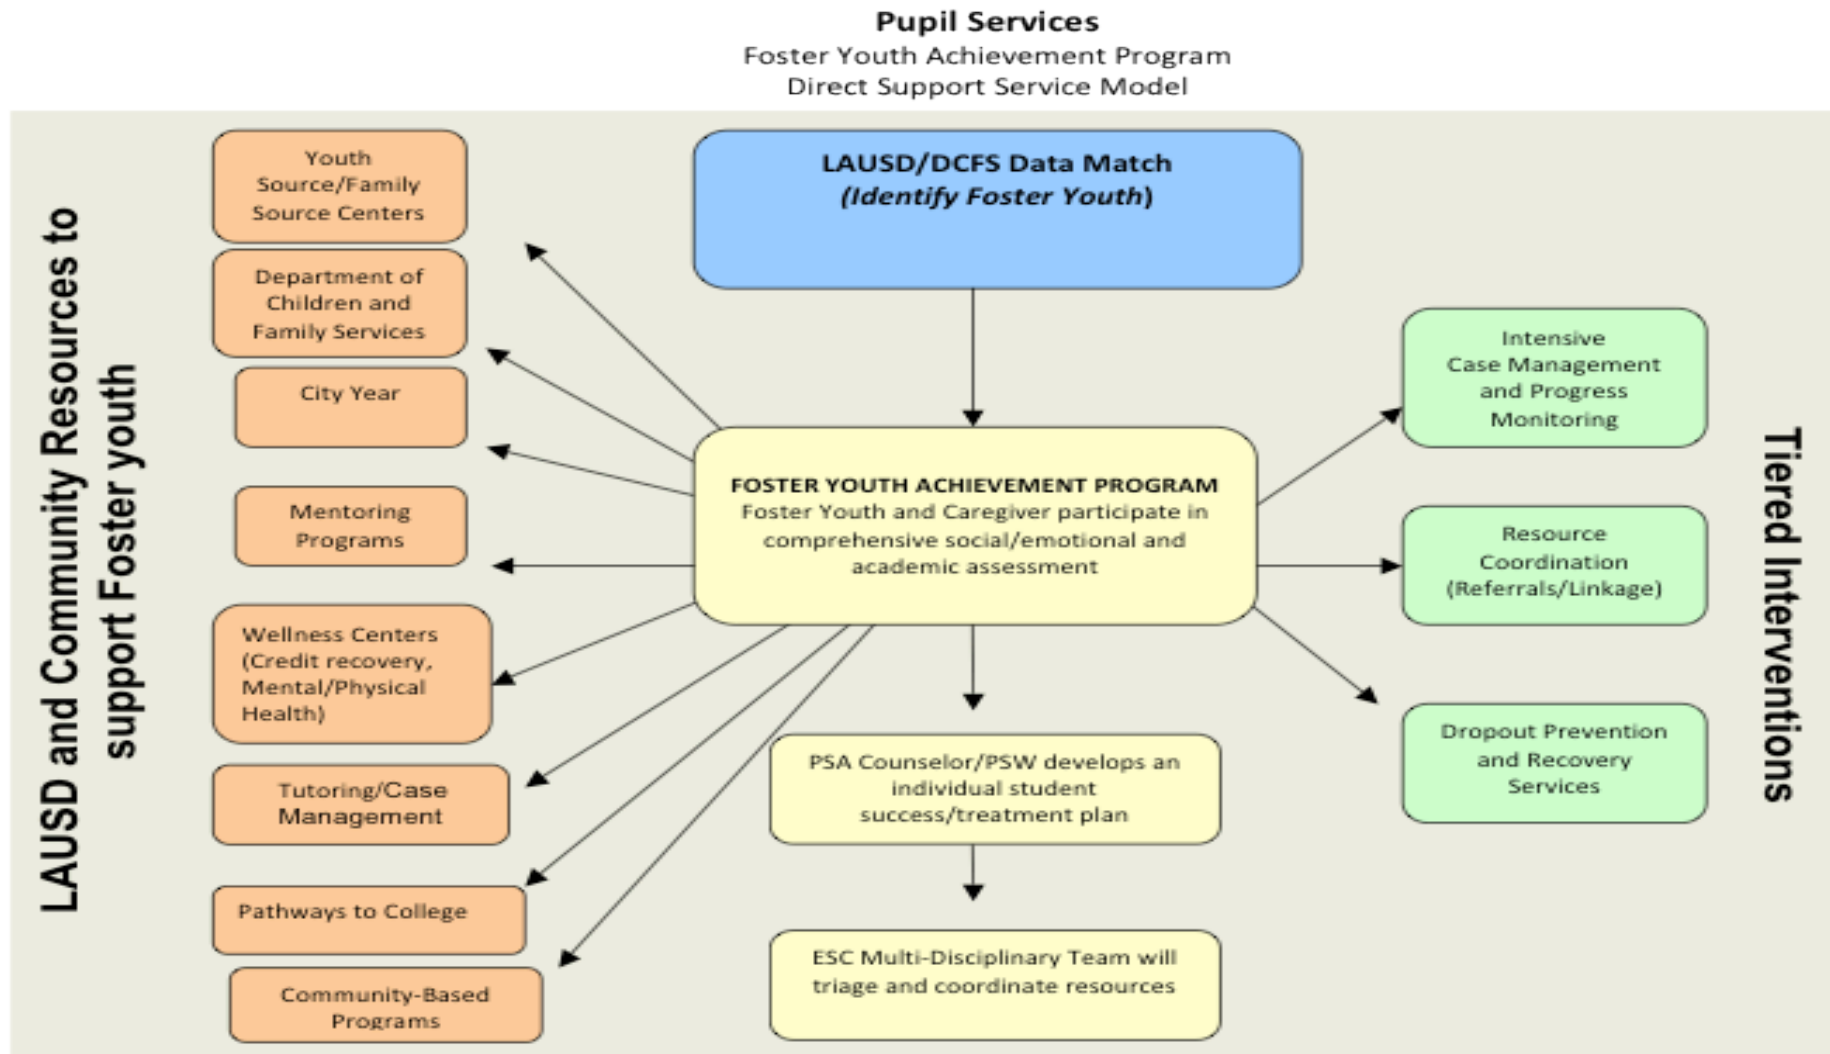 Pupil Services
Foster Youth Achievement Program
Direct Support Service Model
LAUSD and Community Resources to
support Foster youth
Youth
Source/Family
Source Centers
Department of
Children and
Family Services
City Year
Mentoring
Programs
Wellness Centers
(Credit recovery,
Mental/Physical
Health)
Tutoring/Case
Management
Pathways to College
Community-Based
Programs
LAUSD/DCFS Data Match
(Identify Foster Youth)
FOSTER YOUTH ACHIEVEMENT PROGRAM
Foster Youth and Caregiver participate in
comprehensive social/emotional and
academic assessment
PSA Counselor/PSW develops an
individual student
success/treatment plan
ESC Multi-Disciplinary Team will
triage and coordinate resources
Intensive
Case Management
and Progress
Monitoring
Resource
Coordination
(Referrals/Linkage)
Dropout Prevention
and Recovery
Services
Tiered Interventions